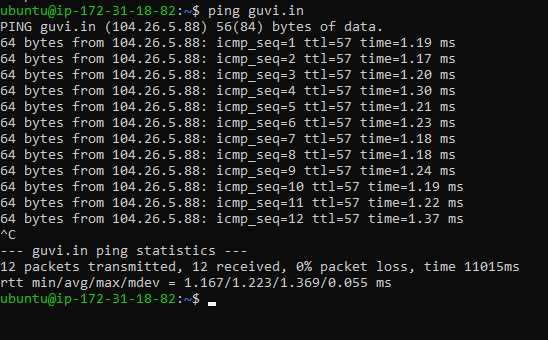 ubuntu@ip-172-31-18-82:~$ ping guvi.in
PING guvi.in (104.26.5.88) 56(84) bytes of data.
64 bytes from 104.26.5.88: icmp_seq=1 ttl=57 time=1.19 ms
64 bytes from 104.26.5.88: icmp_seq=2 ttl=57 time=1.17 ms
64 bytes from 104.26.5.88: icmp_seq=3 ttl=57 time=1.20 ms
64 bytes from 104.26.5.88: icmp_seq=4 ttl=57 time=1.30 ms
64 bytes from 104.26.5.88: icmp_seq=5 ttl=57 time=1.21 ms
64 bytes from 104.26.5.88: icmp_seq=6 ttl=57 time=1.23 ms
64 bytes from 104.26.5.88: icmp_seq=7 ttl=57 time=1.18 ms
64 bytes from 104.26.5.88: icmp_seq=8 ttl=57 time=1.18 ms
64 bytes from 104.26.5.88: icmp_seq=9 ttl=57 time=1.24 ms
64 bytes from 104.26.5.88: icmp_seq=10 ttl=57 time=1.19 ms
64 bytes from 104.26.5.88: icmp_seq=11 ttl=57 time=1.22 ms
64 bytes from 104.26.5.88: icmp_seq=12 ttl=57 time=1.37 ms
^C
--- guvi.in ping statistics ---
12 packets transmitted, 12 received, 0% packet loss, time 11015ms
rtt min/avg/max/mdev = 1.167/1.223/1.369/0.055 ms
ubuntu@ip-172-31-18-82:~$